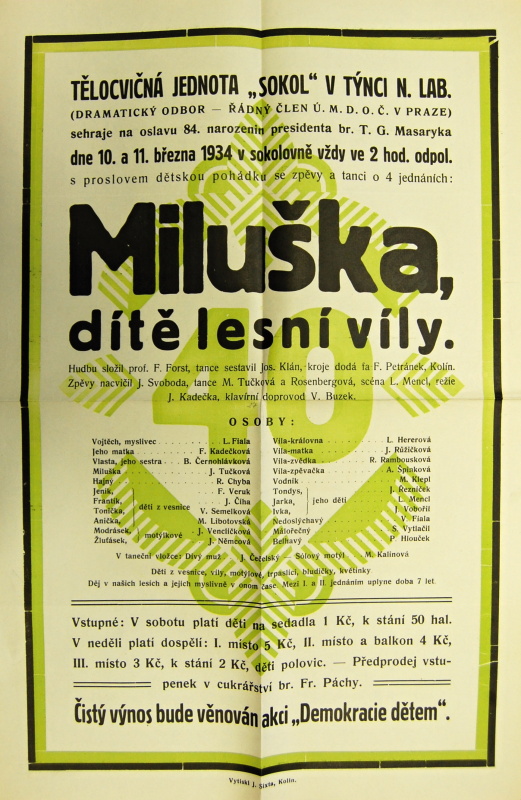 TĚLOCVIČNÁ JEDNOTA „SOKOL“ V TÝNCI N. LAB.
(DRAMATICKÝ ODBOR — ŘÁDNÝ ČLEN Ú. M. D. O. Č. V PRAZE)
sehraje na oslavu 84. narozenin presidenta br. T. G. Masaryka
dne 10. a 11. března 1934 v sokolovně vždy ve 2 hod. odpol.
s proslovem dětskou pohádku se zpěvy a tanci o 4 jednáních:
Miluška,
dítě lesní víly.
40
Hudbu složil prof. F. Forst, tance sestavil Jos. Klán, kroje dodá fa F. Petránek, Kolín.
Zpěvy nacvičil J. Svoboda, tance M. Tučková a Rosenbergová, scéna L. Mencl, režie
J. Kadečka, klavírní doprovod V. Buzek.
OSOBY:
Vojtěch, myslivec . . . . . . . L. Fiala
Jeho matka . . . . . F. Kadečková
Vlasta, jeho sestra . . B. Černohlávková
Miluška . . . . . . . . J. Tučková
Hajný . . . . . . . . . R. Chyba
Jeník, . . . . . F. Veruk
Frantík, . . . . . J. Číha
Tonička, děti z vesnice V. Semelková
Anička, . . . . M. Libotovská
Modrásek, motýlkové J. Venclíčková
Žluťásek, . . . . J. Němcová
Víla-královna . . . . . L. Hererová
Víla-matka . . . . . J. Růžičková
Víla-zvědka . . . . R. Rambousková
Víla-zpěvačka . . . . A. Špinková
Vodník . . . . . . . . M. Klepl
Tondys, . . . . . J. Řezníček
Jarka, jeho děti . . . L. Mencl
Ivka, . . . . . J. Vobořil
Nedoslýchavý . . . . . . V. Fiala
Málořečný . . . . . . S. Vytlačil
Belhavý . . . . . . . P. Hlouček
V taneční vložce: Divý muž J. Čeřelský — Sólový motýl . . M. Kalinová
Děti z vesnice, víly, motýlové, trpaslíci, bludičky, květinky
Děj v našich lesích a jejich myslivně v onom čase. Mezi I. a II. jednáním uplyne doba 7 let.
Vstupné: V sobotu platí děti na sedadla 1 Kč, k stání 50 hal.
V neděli platí dospělí: I. místo 5 Kč, II. místo a balkon 4 Kč,
III. místo 3 Kč, k stání 2 Kč, děti polovic. — Předprodej vstu-
penek v cukrářství br. Fr. Páchy.
Čistý výnos bude věnován akci „Demokracie dětem“.
Vytiskl J. Sixta, Kolín.